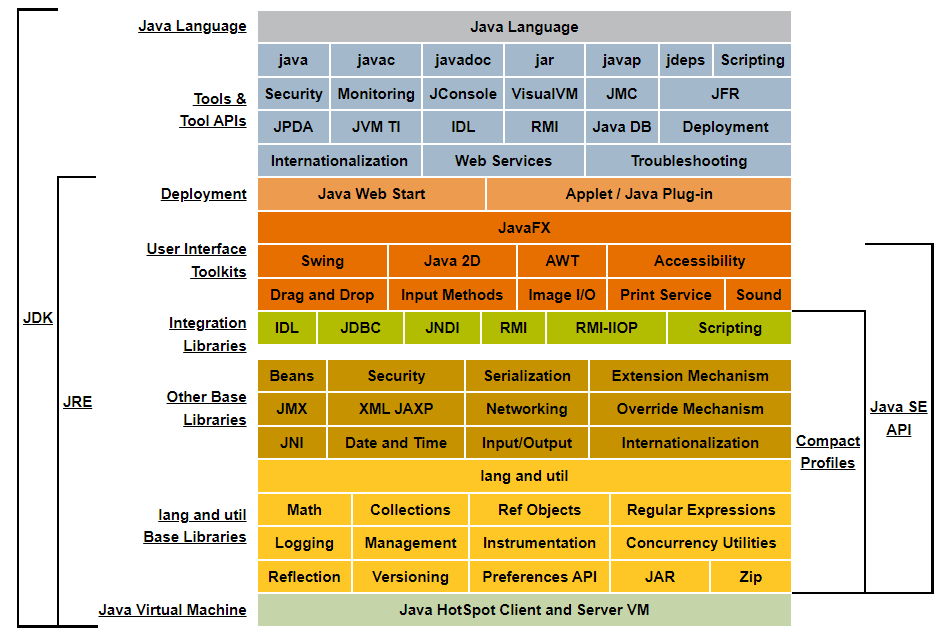 Java Language Java Language
java javac javadoc jar javap jdeps Scripting
Tools & Security Monitoring JConsole VisualVM JMC JFR
Tool APIs JPDA JVM TI IDL RMI Java DB Deployment
Internationalization Web Services Troubleshooting
Deployment Java Web Start Applet / Java Plug-in
JavaFX
User Interface Swing Java 2D AWT Accessibility
Toolkits
Drag and Drop Input Methods Image I/O Print Service Sound
JDK
Integration IDL JDBC JNDI RMI RMI-IIOP Scripting
Libraries
Beans Security Serialization Extension Mechanism
JRE
Other Base JMX XML JAXP Networking Override Mechanism
Libraries
Java SE
API
JNI Date and Time Input/Output Internationalization
Compact
Profiles
lang and util
Math Collections Ref Objects Regular Expressions
lang and util
Base Libraries
Logging Management Instrumentation Concurrency Utilities
Reflection Versioning Preferences API JAR Zip
Java Virtual Machine Java HotSpot Client and Server VM